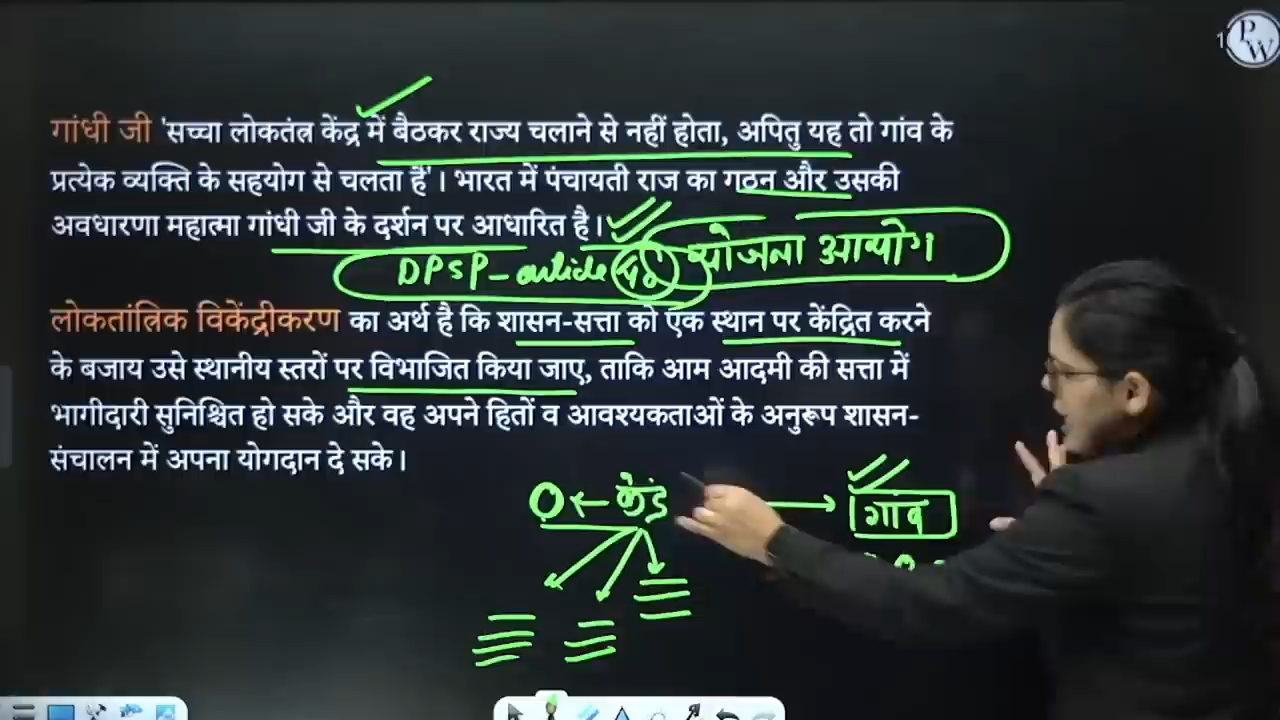 PW
1
गांधी जी 'सच्चा लोकतंत्र केंद्र में बैठकर राज्य चलाने से नहीं होता, अपितु यह तो गांव के
प्रत्येक व्यक्ति के सहयोग से चलता है'। भारत में पंचायती राज का गठन और उसकी
अवधारणा महात्मा गांधी जी के दर्शन पर आधारित है।
DPSP - article 40 योजना आयोग
लोकतांत्रिक विकेंद्रीकरण का अर्थ है कि शासन-सत्ता को एक स्थान पर केंद्रित करने
के बजाय उसे स्थानीय स्तरों पर विभाजित किया जाए, ताकि आम आदमी की सत्ता में
भागीदारी सुनिश्चित हो सके और वह अपने हितों व आवश्यकताओं के अनुरूप शासन-
संचालन में अपना योगदान दे सके।
केंद्र गांव